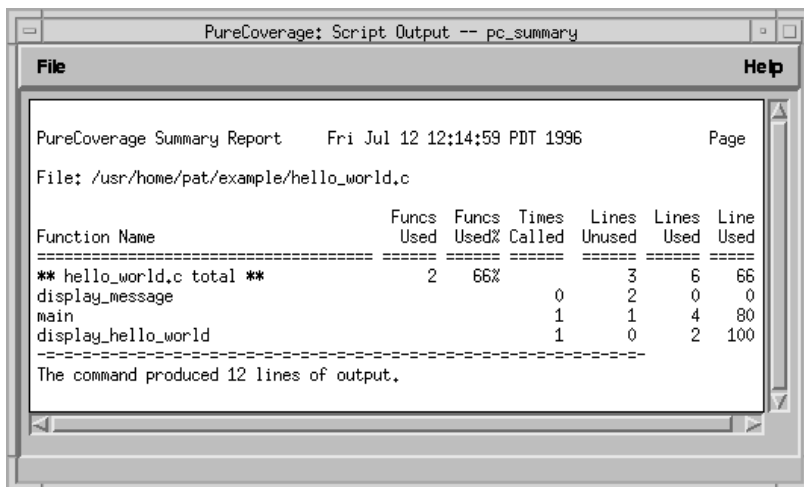 PureCoverage: Script Output -- pc_summary
File Help
PureCoverage Summary Report Fri Jul 12 12:14:59 PDT 1996 Page
File: /usr/home/pat/example/hello_world.c
Funcs Funcs Times Lines Lines Line
Function Name Used Used% Called Unused Used Used
==================================== ====== ====== ====== ====== ====== =====
** hello_world.c total ** 2 66% 3 6 66
display_message 0 2 0 0
main 1 1 4 80
display_hello_world 1 0 2 100
-=-=-=-=-=-=-=-=-=-=-=-=-=-=-=-=-=-=-=-=-=-=-=-=-=-=-=-=-=-=-=-=-
The command produced 12 lines of output.